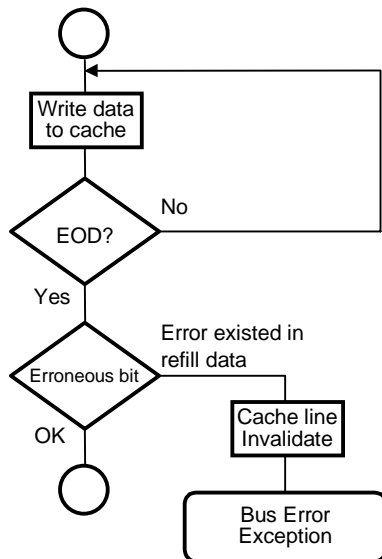 Write data
to cache
No
EOD?
Yes
Error existed in
refill data
Erroneous bit
OK
Cache line
Invalidate
Bus Error
Exception